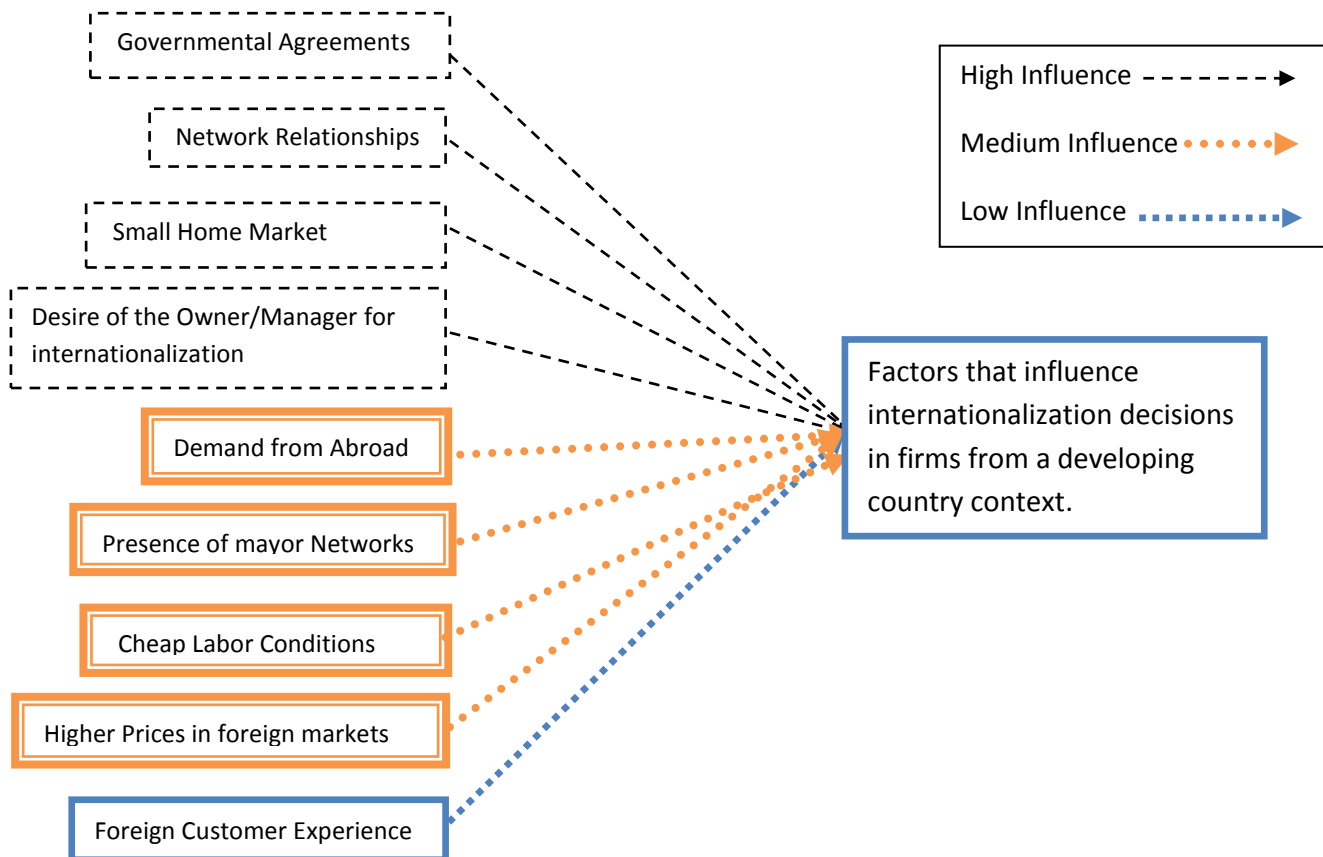 Governmental Agreements
Network Relationships
Small Home Market
Desire of the Owner/Manager for
internationalization
Demand from Abroad
Presence of mayor Networks
Cheap Labor Conditions
Higher Prices in foreign markets
Foreign Customer Experience
High Influence
Medium Influence
Low Influence
Factors that influence
internationalization decisions
in firms from a developing
country context.